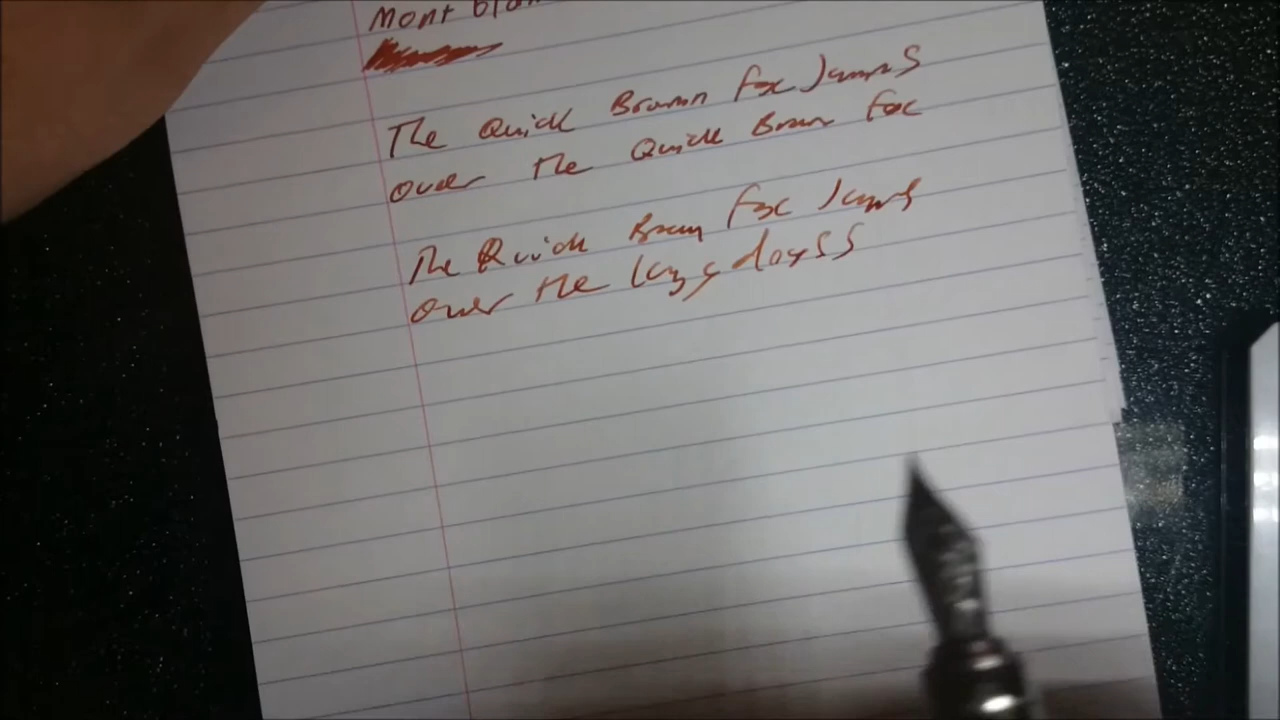 Mont blan
The Quick Brown Fox Jumps
over the Quick Brown Fox
The Quick Brown Fox Jumps
over the lazy dogss